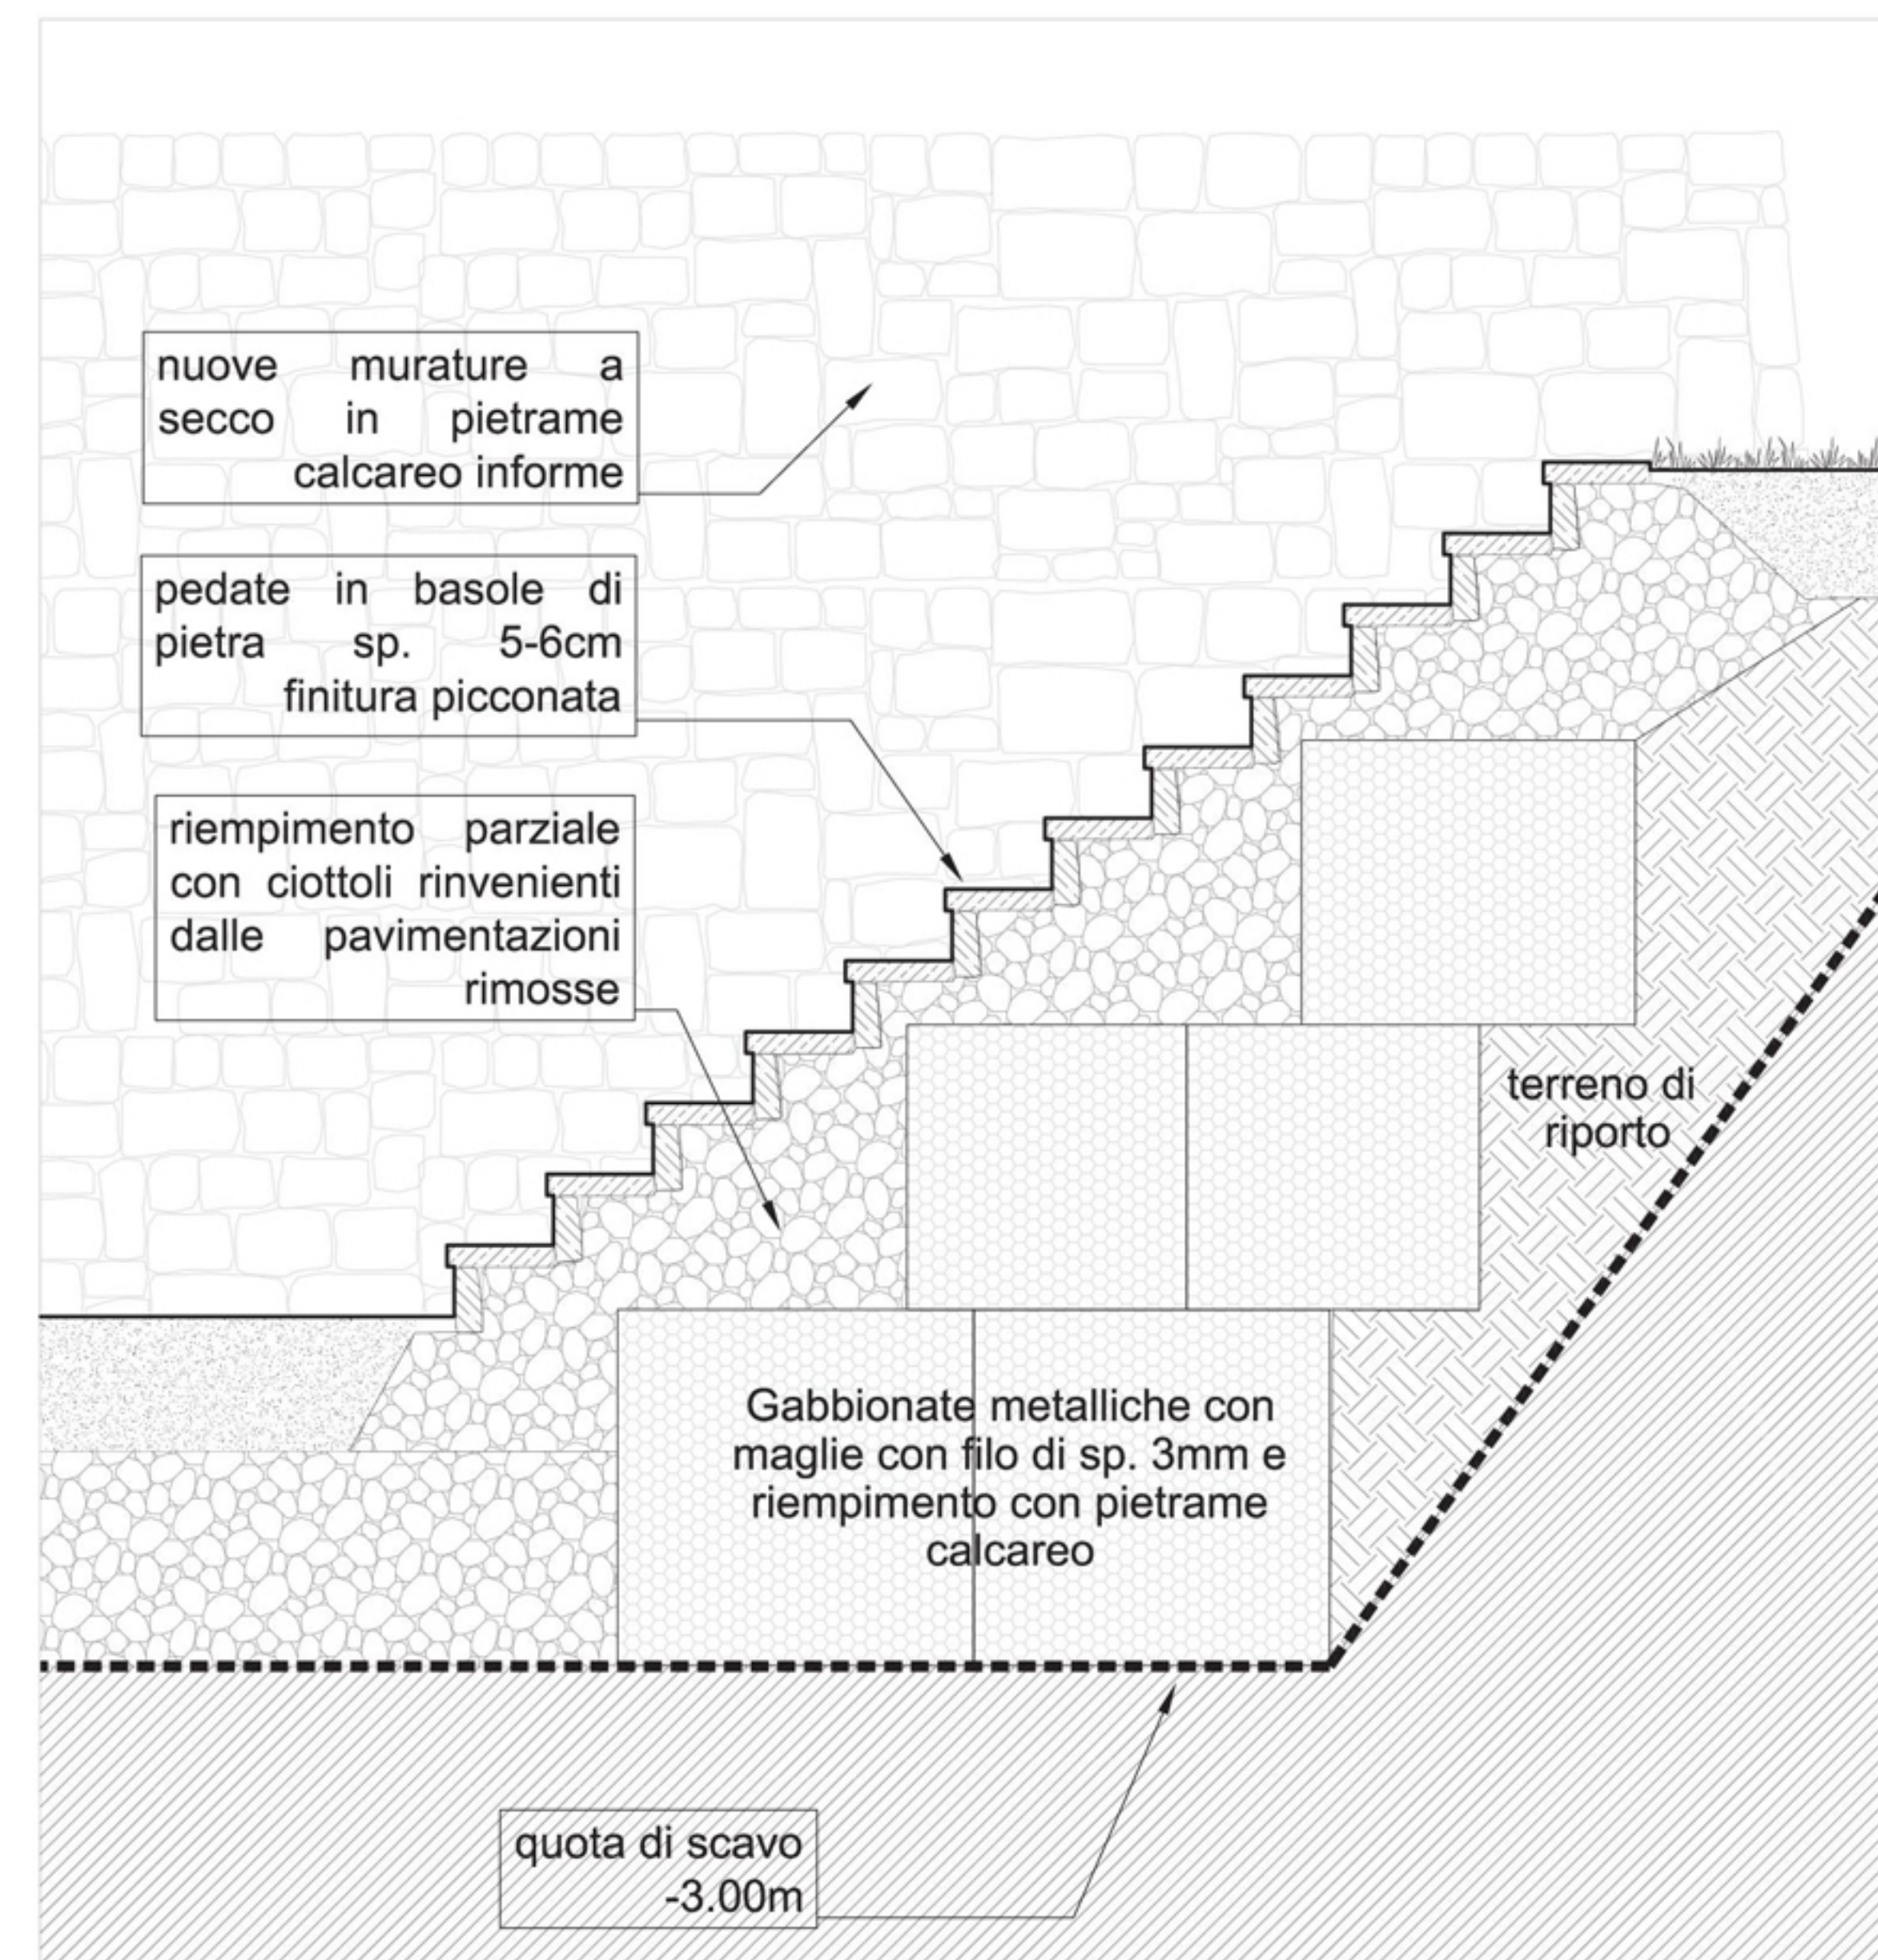 nuove murature a
secco in pietrame
calcareo informe
pedate in basole di
pietra sp. 5-6cm
finitura picconata
riempimento parziale
con ciottoli rinvenienti
dalle pavimentazioni
rimosse
terreno di
riporto
Gabbionate metalliche con
maglie con filo di sp. 3mm e
riempimento con pietrame
calcareo
quota di scavo
-3.00m